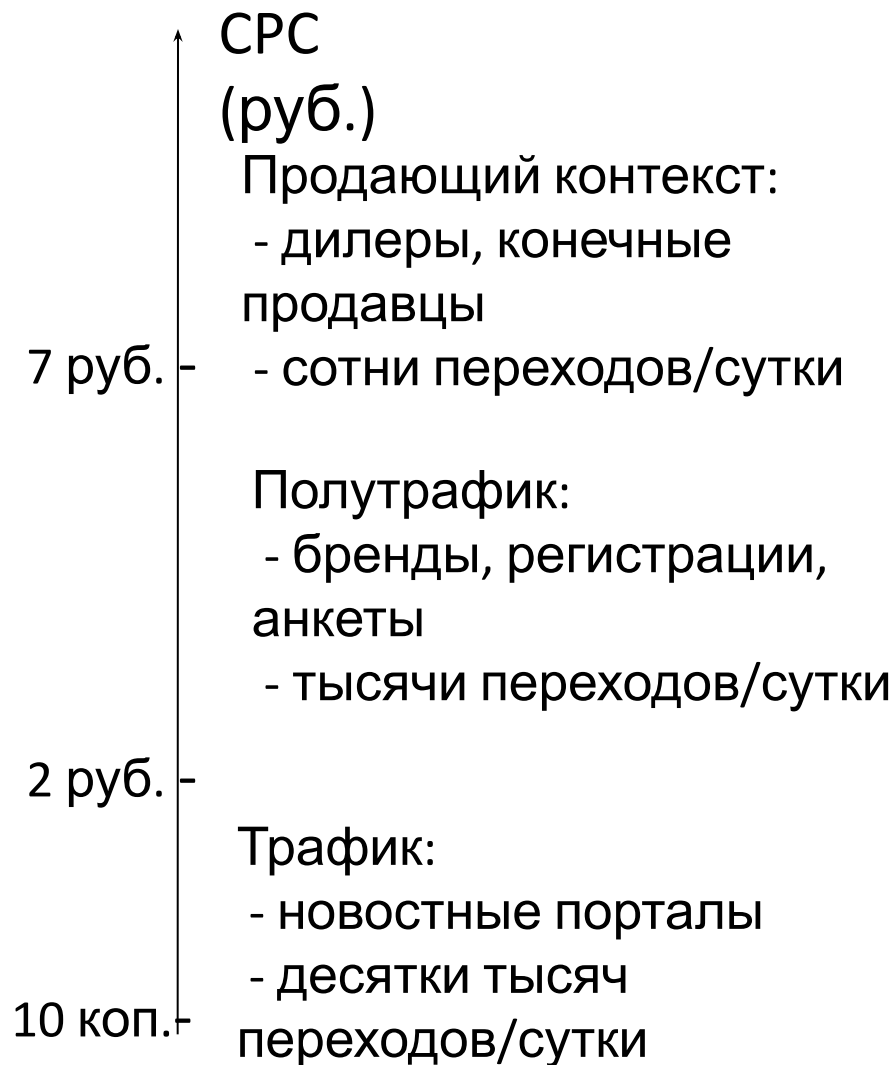 CPC
(руб.)
Продающий контекст:
- дилеры, конечные
продавцы
7 руб.
- сотни переходов/сутки
Полутрафик:
- бренды, регистрации,
анкеты
- тысячи переходов/сутки
2 руб.
Трафик:
- новостные порталы
- десятки тысяч
10 коп.
переходов/сутки